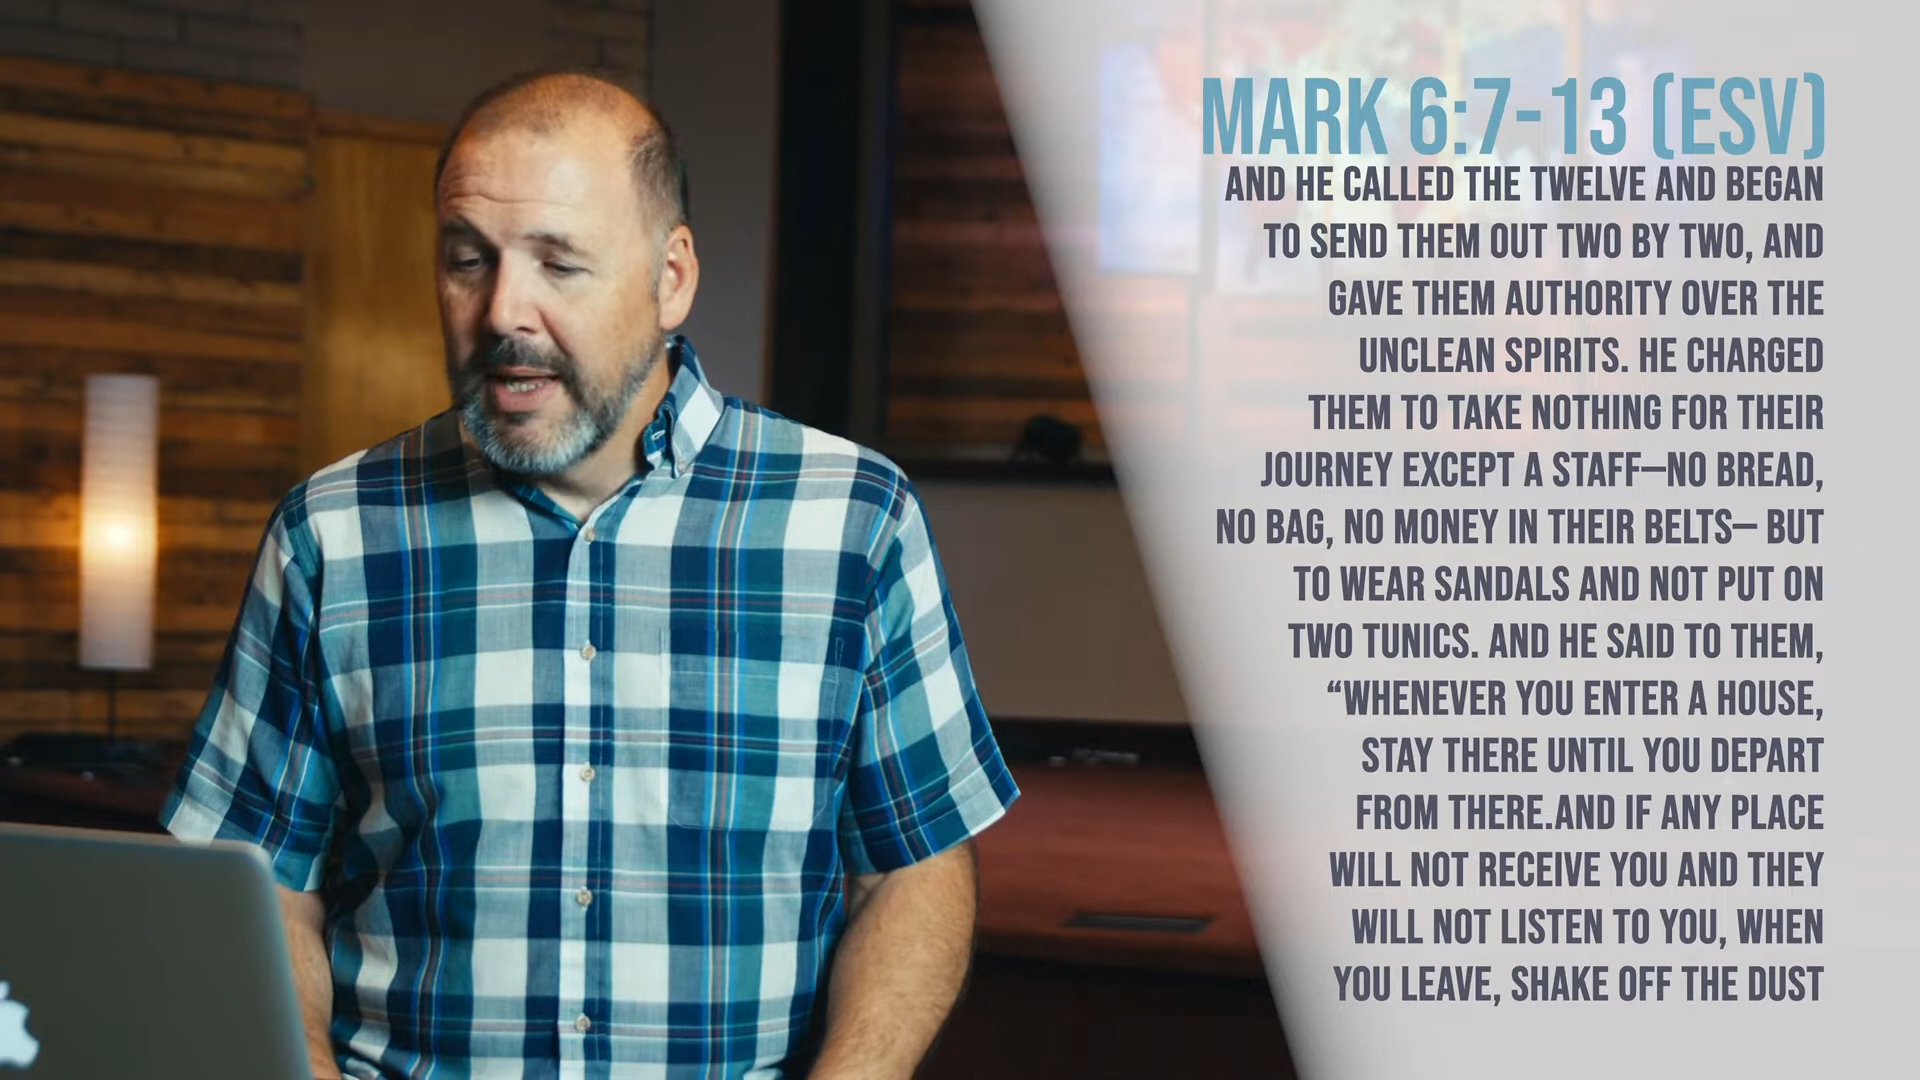 MARK 6:7-13 (ESV)
AND HE CALLED THE TWELVE AND BEGAN
TO SEND THEM OUT TWO BY TWO, AND
GAVE THEM AUTHORITY OVER THE
UNCLEAN SPIRITS. HE CHARGED
THEM TO TAKE NOTHING FOR THEIR
JOURNEY EXCEPT A STAFF—NO BREAD,
NO BAG, NO MONEY IN THEIR BELTS— BUT
TO WEAR SANDALS AND NOT PUT ON
TWO TUNICS. AND HE SAID TO THEM,
“WHENEVER YOU ENTER A HOUSE,
STAY THERE UNTIL YOU DEPART
FROM THERE.AND IF ANY PLACE
WILL NOT RECEIVE YOU AND THEY
WILL NOT LISTEN TO YOU, WHEN
YOU LEAVE, SHAKE OFF THE DUST